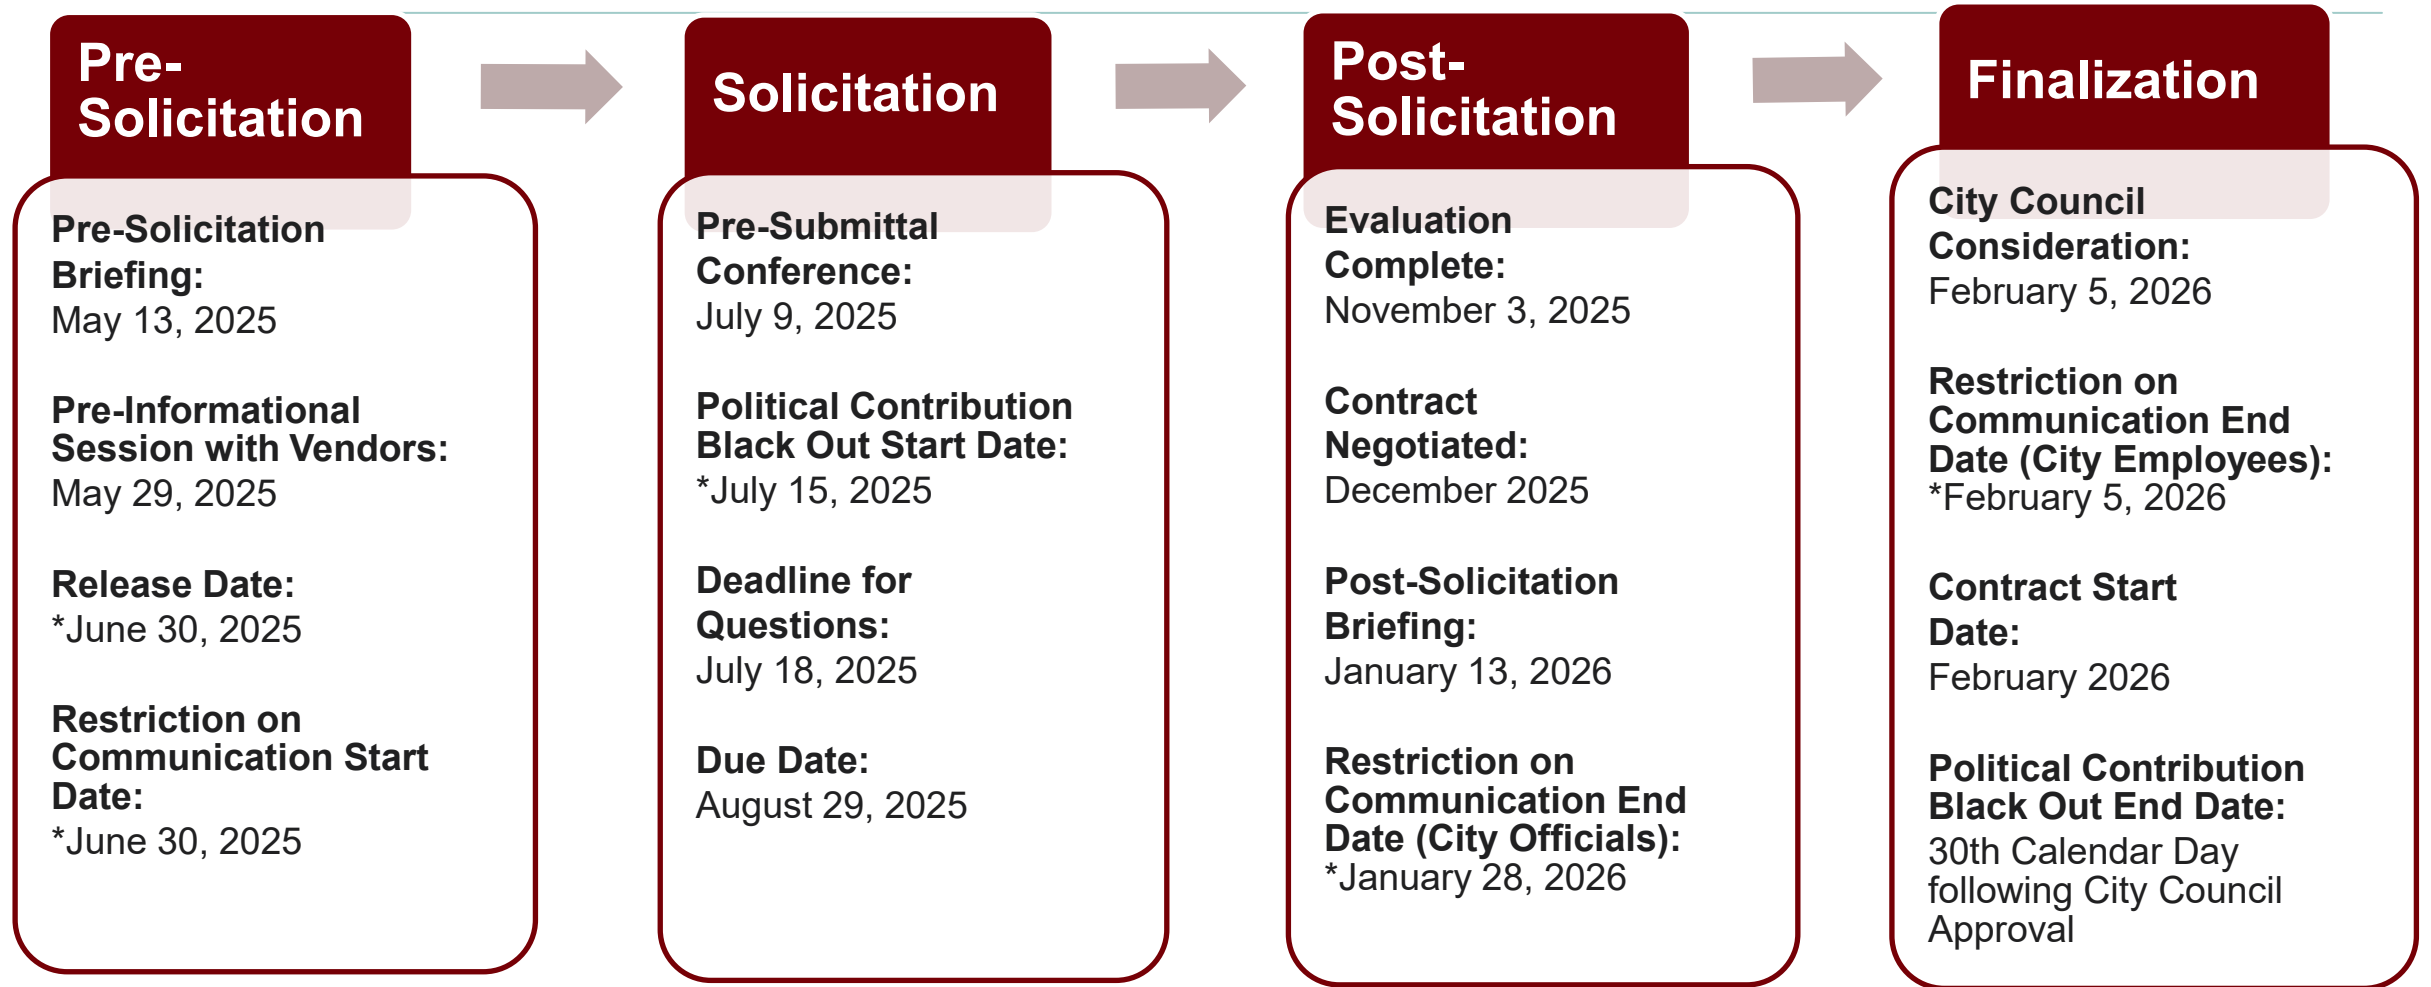 Pre-
Solicitation
Pre-Solicitation
Briefing:
May 13, 2025
Pre-Informational
Session with Vendors:
May 29, 2025
Release Date:
*June 30, 2025
Restriction on
Communication Start
Date:
*June 30, 2025
Solicitation
Pre-Submittal
Conference:
July 9, 2025
Political Contribution
Black Out Start Date:
*July 15, 2025
Deadline for
Questions:
July 18, 2025
Due Date:
August 29, 2025
Post-
Solicitation
Evaluation
Complete:
November 3, 2025
Contract
Negotiated:
December 2025
Post-Solicitation
Briefing:
January 13, 2026
Restriction on
Communication End
Date (City Officials):
*January 28, 2026
Finalization
City Council
Consideration:
February 5, 2026
Restriction on
Communication End
Date (City Employees):
*February 5, 2026
Contract Start
Date:
February 2026
Political Contribution
Black Out End Date:
30th Calendar Day
following City Council
Approval